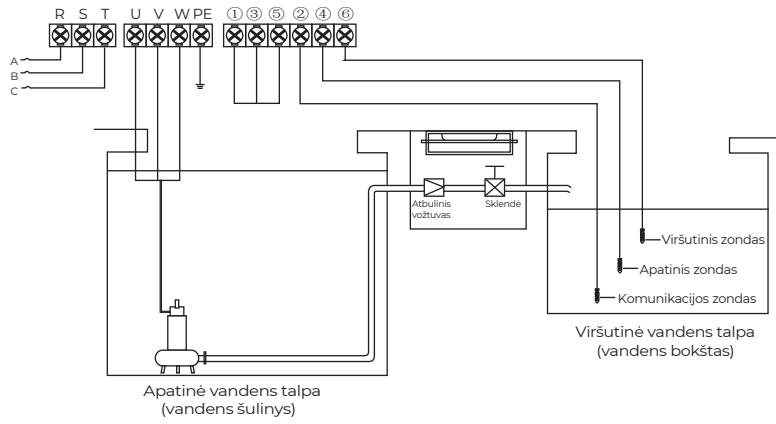 R S T U V W PE ① ③ ⑤ ② ④ ⑥
A
B
C
Atbulinis
vožtuvas
Sklendė
Viršutinis zondas
Apatinis zondas
Komunikacijos zondas
Viršutinė vandens talpa
(vandens bokštas)
Apatinė vandens talpa
(vandens šulinys)